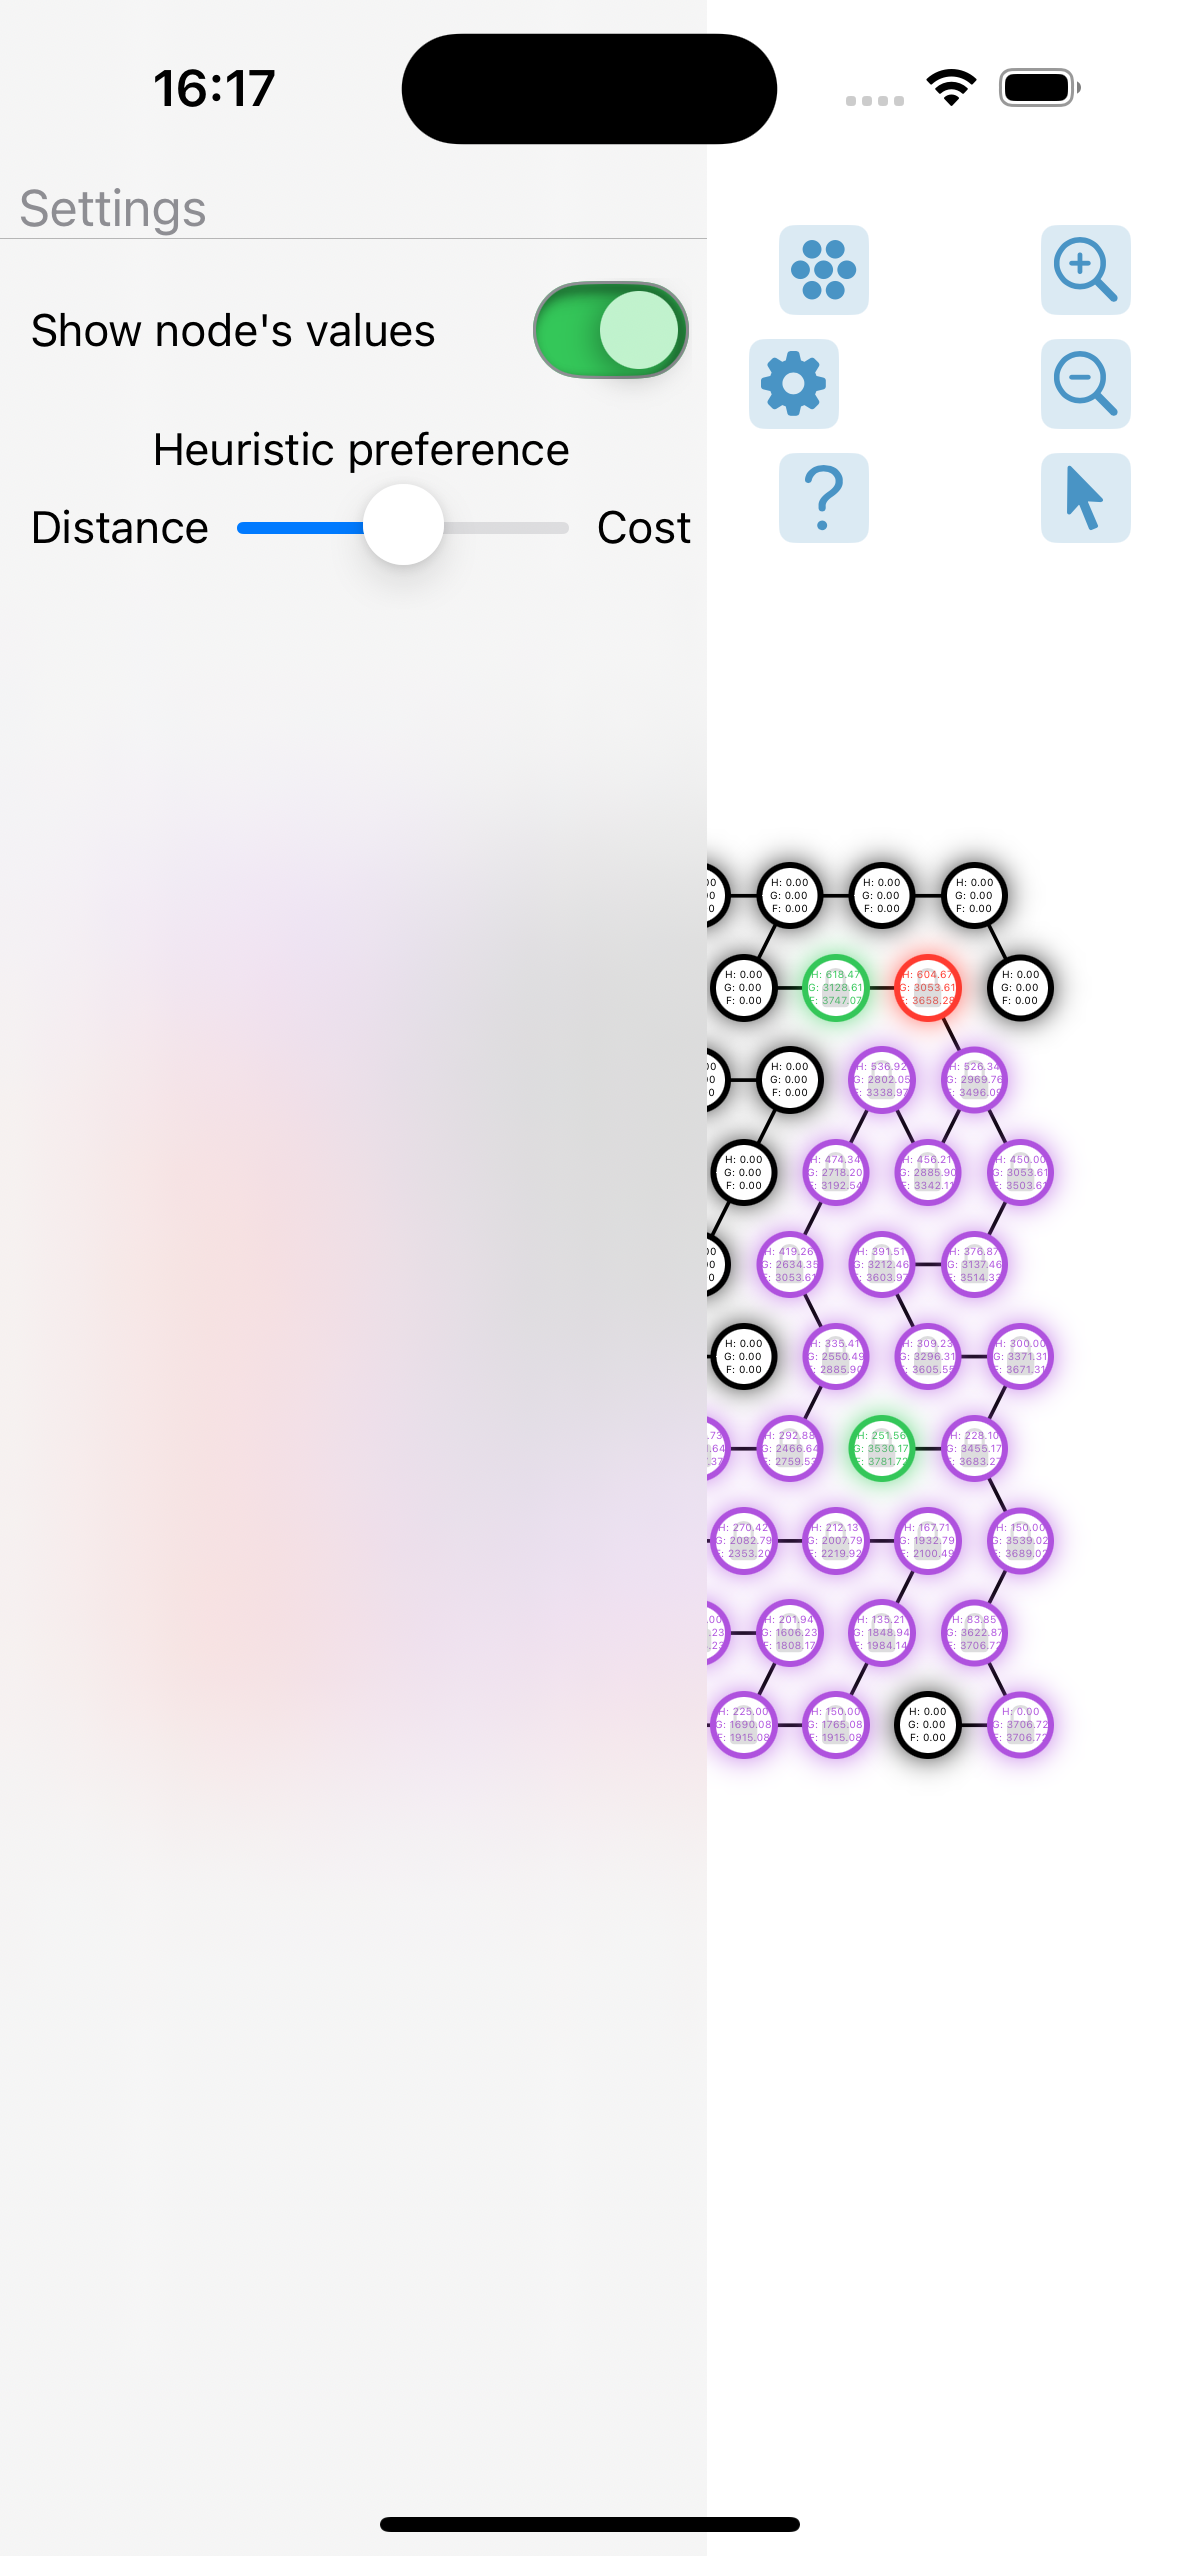 16:17
Settings
Show node's values
Heuristic preference
Distance
Cost
H: 0.00
G: 0.00
F: 0.00
H: 0.00
G: 0.00
F: 0.00
H: 0.00
G: 0.00
F: 0.00
H: 0.00
G: 0.00
F: 0.00
H: 618.47
G: 3128.61
F: 3747.07
H: 604.67
G: 3053.61
F: 3658.28
H: 0.00
G: 0.00
F: 0.00
H: 0.00
G: 0.00
F: 0.00
H: 536.92
G: 2802.05
F: 3338.97
H: 526.34
G: 2969.76
F: 3496.09
H: 0.00
G: 0.00
F: 0.00
H: 474.34
G: 2718.20
F: 3192.54
H: 456.21
G: 2885.90
F: 3342.11
H: 450.00
G: 3053.61
F: 3503.61
H: 419.26
G: 2634.35
F: 3053.61
H: 391.51
G: 3212.46
F: 3603.97
H: 376.87
G: 3137.46
F: 3514.33
H: 0.00
G: 0.00
F: 0.00
H: 335.41
G: 2550.49
F: 2885.90
H: 309.23
G: 3296.31
F: 3605.55
H: 300.00
G: 3371.31
F: 3671.31
H: 292.88
G: 2466.64
F: 2759.52
H: 251.56
G: 3530.17
F: 3781.72
H: 228.10
G: 3455.17
F: 3683.27
H: 270.42
G: 2082.79
F: 2353.20
H: 212.13
G: 2007.79
F: 2219.92
H: 167.71
G: 1932.79
F: 2100.49
H: 150.00
G: 3539.02
F: 3689.02
H: 201.94
G: 1606.23
F: 1808.17
H: 135.21
G: 1848.94
F: 1984.14
H: 83.85
G: 3622.87
F: 3706.72
H: 225.00
G: 1690.08
F: 1915.08
H: 150.00
G: 1765.08
F: 1915.08
H: 0.00
G: 0.00
F: 0.00
H: 0.00
G: 3706.72
F: 3706.72